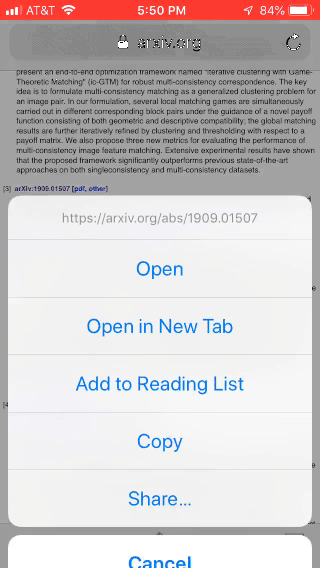 AT&T 5:50 PM 84%
arxiv.org
present an end-to-end optimization framework named "iterative clustering with Game-
Theoretic Matching" (ic-GTM) for robust multi-consistency correspondence. The key
idea is to formulate multi-consistency matching as a generalized clustering problem for
an image pair. In our formulation, several local matching games are simultaneously
carried out in different corresponding block pairs under the guidance of a novel payoff
function consisting of both geometric and descriptive compatibility; the global matching
results are further iteratively refined by clustering and thresholding with respect to a
payoff matrix. We also propose three new metrics for evaluating the performance of
multi-consistency image feature matching. Extensive experimental results have shown
that the proposed framework significantly outperforms previous state-of-the-art
approaches on both singleconsistency and multi-consistency datasets.
[3] arXiv:1909.01507 [pdf, other]
https://arxiv.org/abs/1909.01507
Open
Open in New Tab
Add to Reading List
Copy
Share...
Cancel